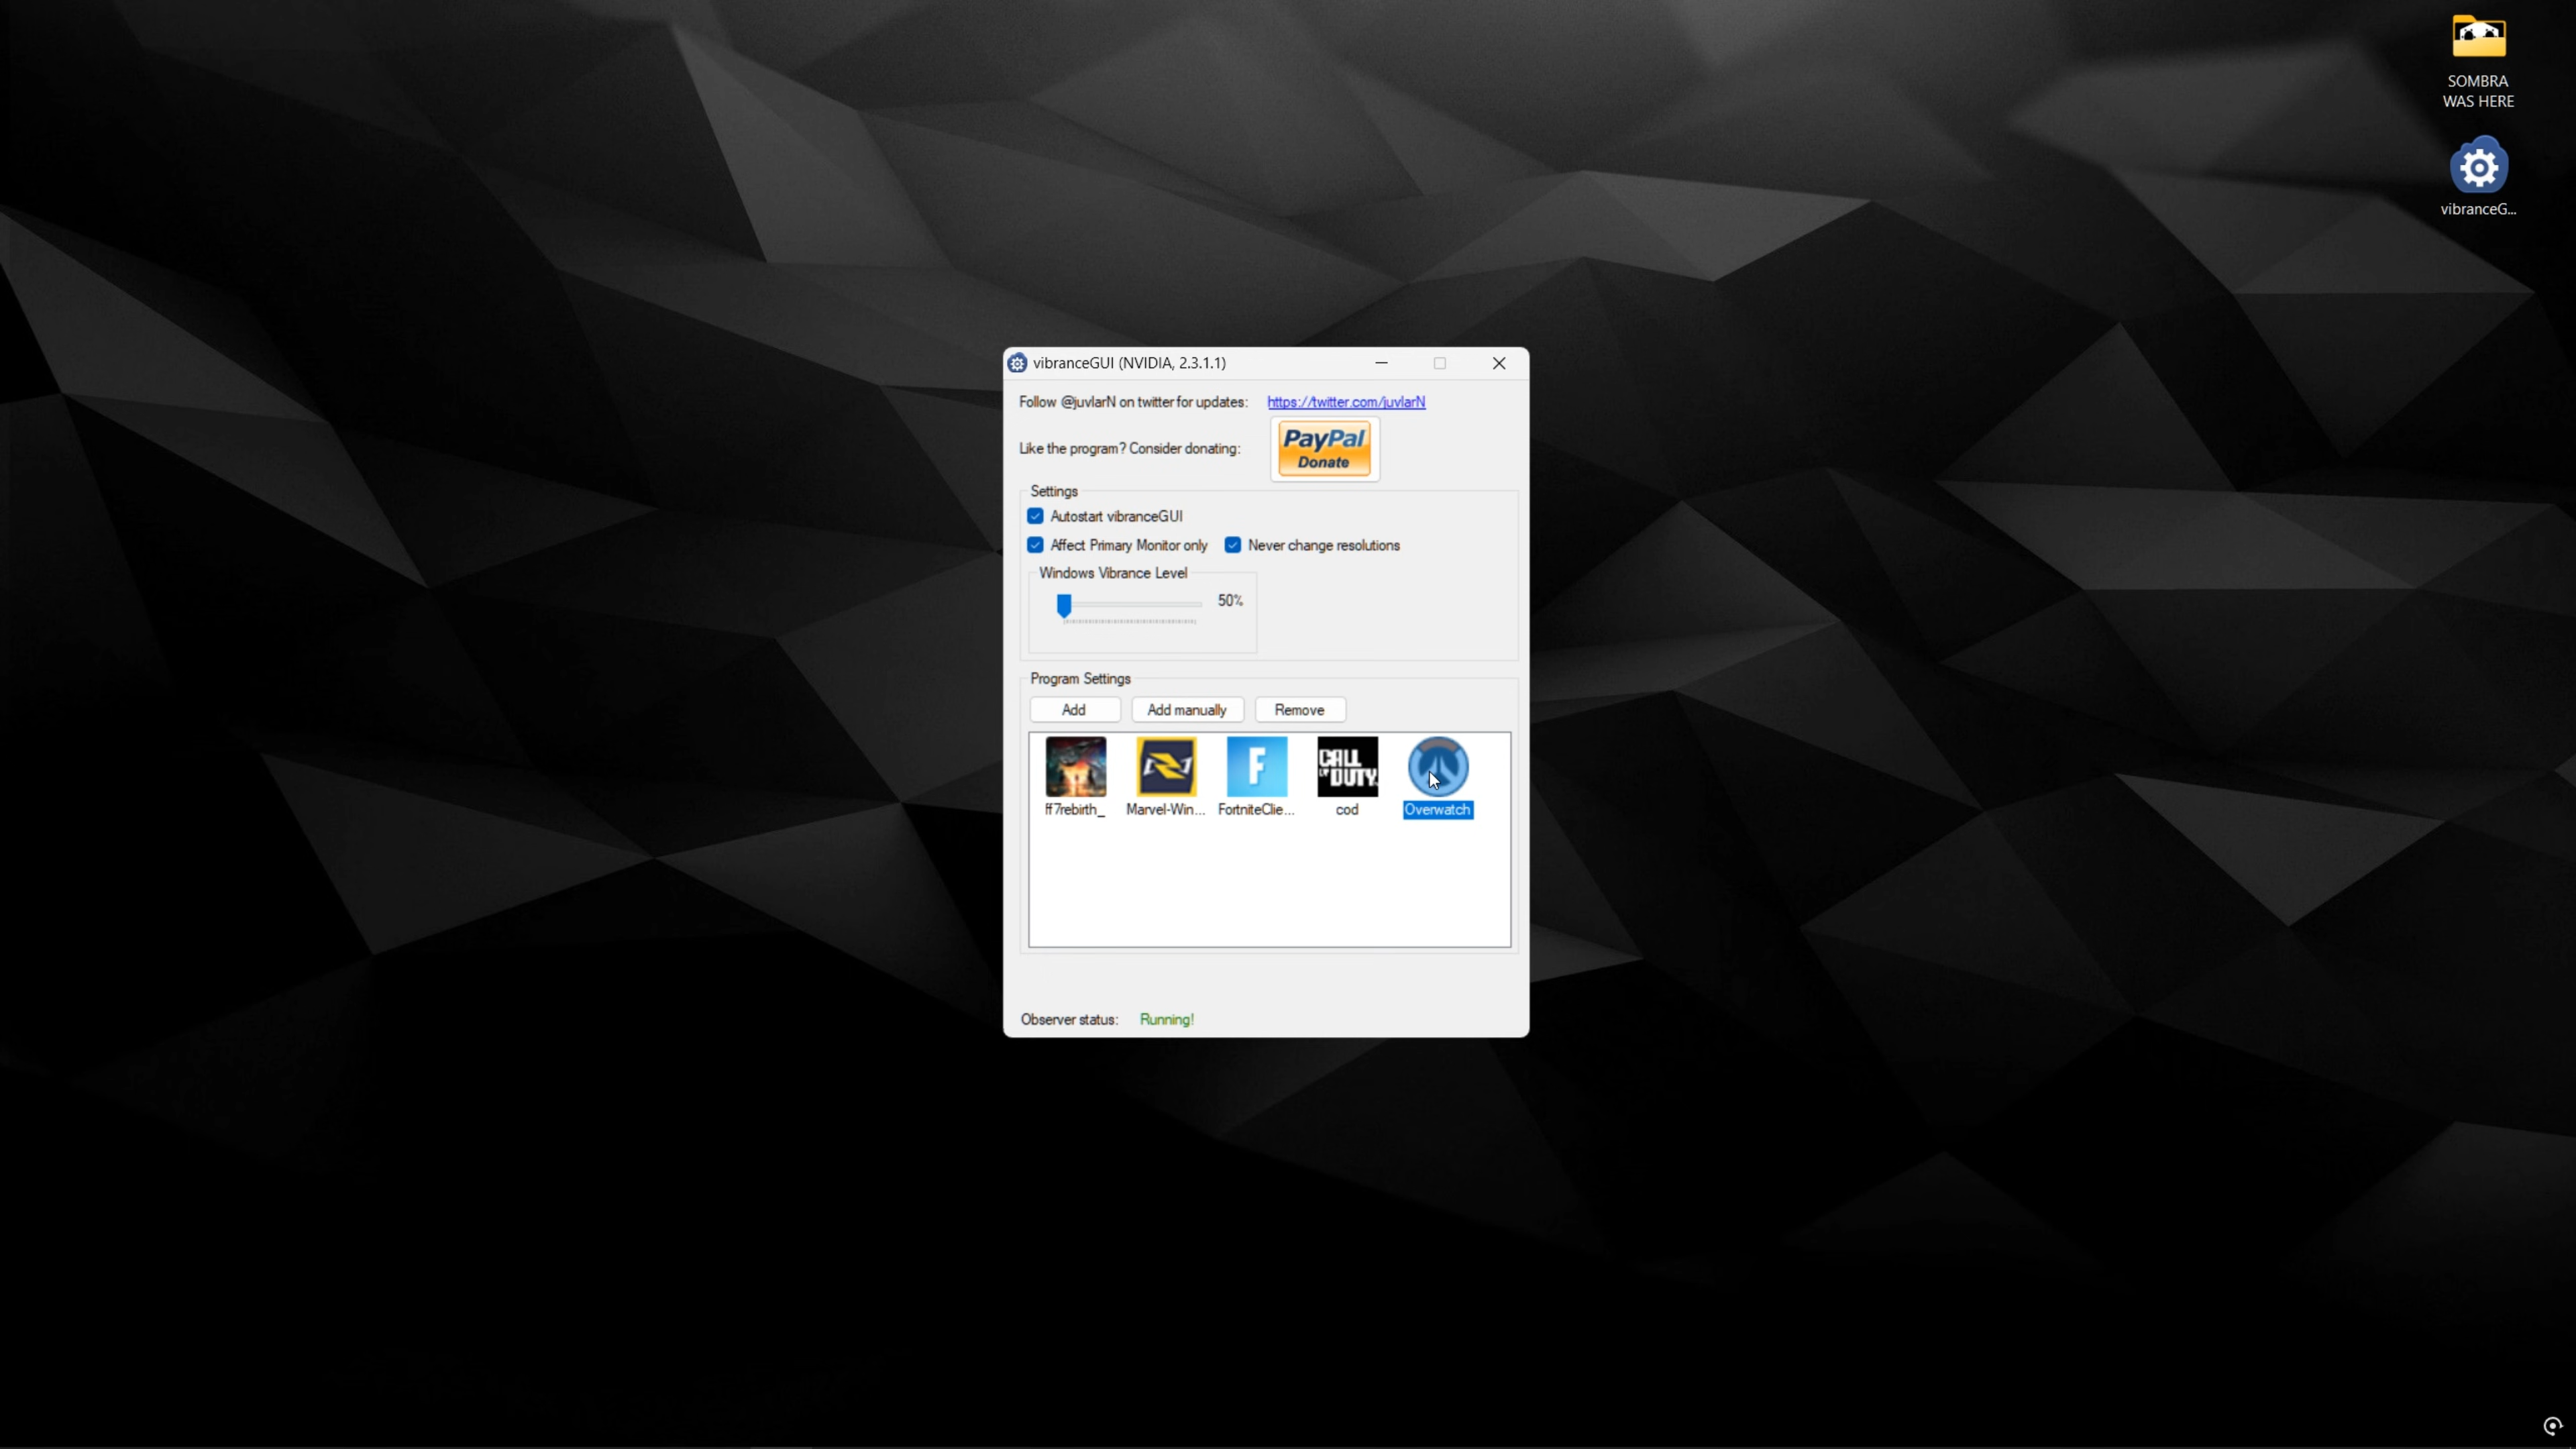 SOMBRA
WAS HERE
vibranceG...
vibranceGUI (NVIDIA, 2.3.1.1)
Follow @juvlarN on twitter for updates: https://twitter.com/juvlarN
Like the program? Consider donating:
PayPal
Donate
Settings
Autostart vibranceGUI
Affect Primary Monitor only Never change resolutions
Windows Vibrance Level
50%
Program Settings
Add Add manually Remove
F CALL OF DUTY
ff7rebirth_ Marvel-Win... FortniteClie... cod Overwatch
Observer status: Running!